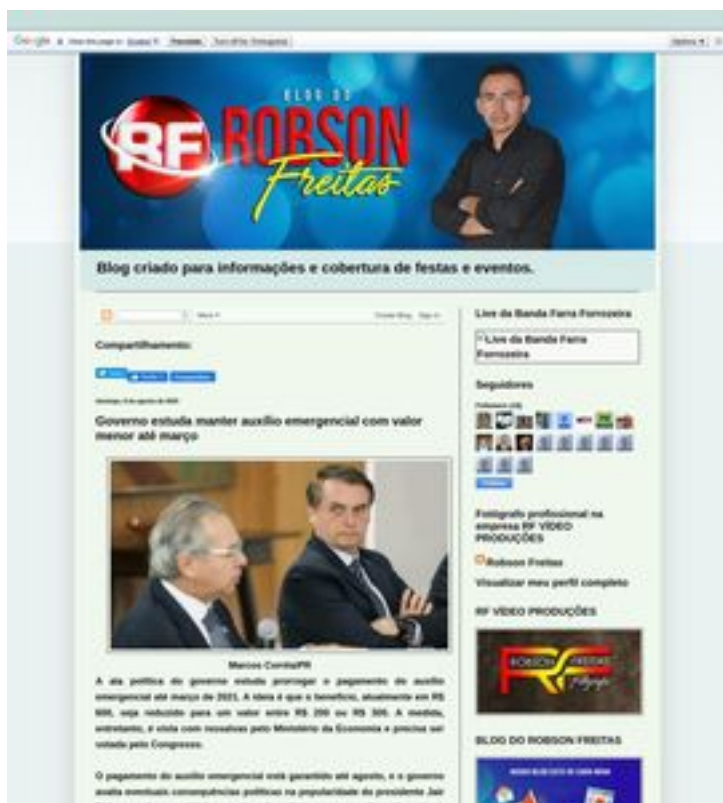 Google
BLOG DO
RF ROBSON
Freitas
Blog criado para informações e cobertura de festas e eventos.
Compartilhamento:
Governo estuda manter auxílio emergencial com valor
menor até março
Marcos Corrêa/PR
A ala política do governo estuda prorrogar o pagamento do auxílio
emergencial até março de 2021. A ideia é que o benefício, atualmente em R$
600, seja reduzido para um valor entre R$ 200 ou R$ 300. A medida,
entretanto, é vista com ressalvas pelo Ministério da Economia e precisa ser
votada pelo Congresso.
O pagamento do auxílio emergencial está garantido até agosto, e o governo
avalia eventuais consequências políticas na popularidade do presidente Jair
Live da Banda Farra Forrozeira
Live da Banda Farra
Forrozeira
Seguidores
Fotógrafo profissional na
empresa RF VÍDEO
PRODUÇÕES
Robson Freitas
Visualizar meu perfil completo
RF VÍDEO PRODUÇÕES
ROBSON FREITAS
BLOG DO ROBSON FREITAS